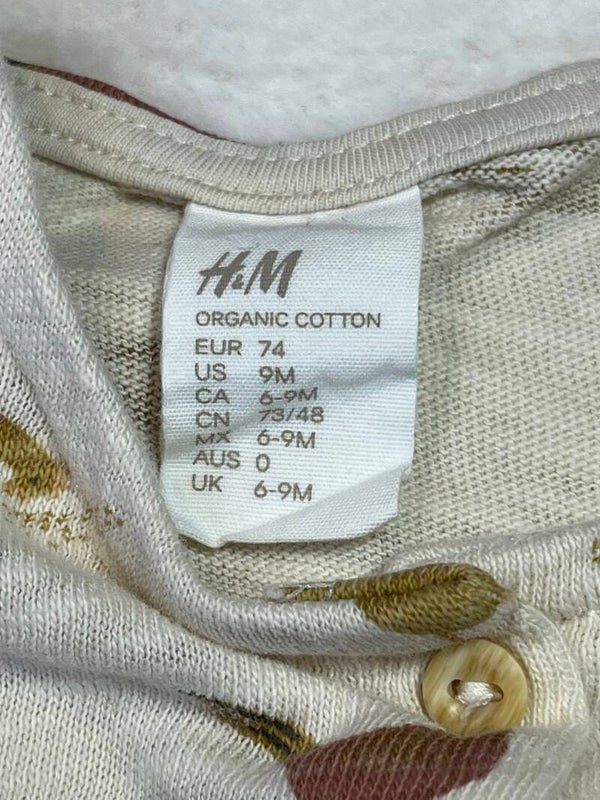 H&M
ORGANIC COTTON
EUR 74
US 9M
CA 6-9M
CN 73/48
MX 6-9M
AUS 0
UK 6-9M